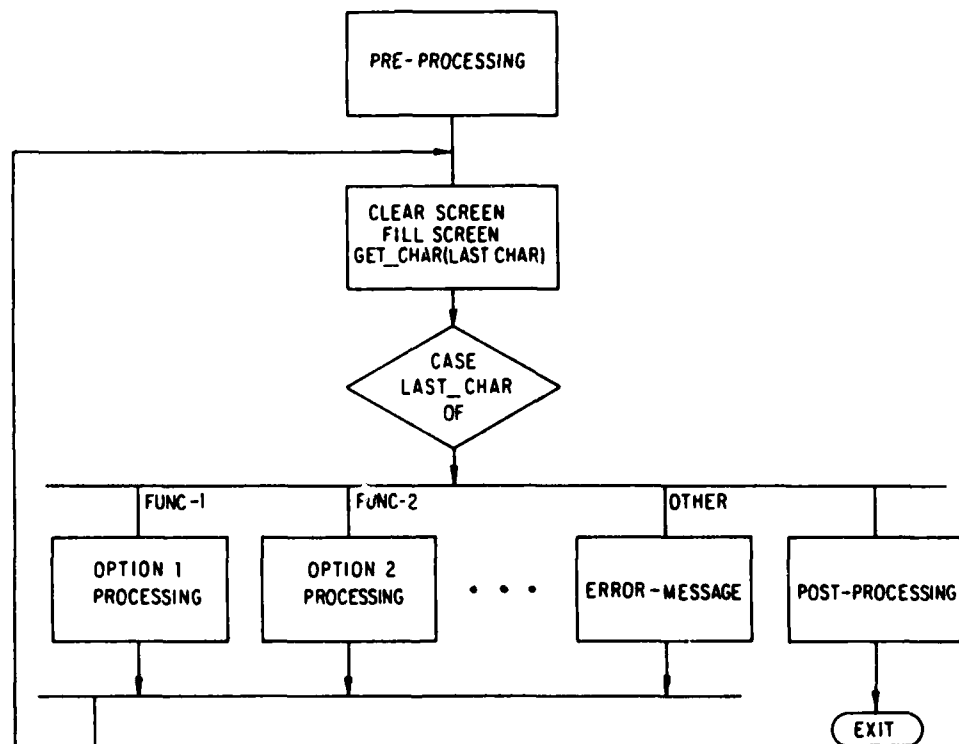 PRE-PROCESSING
CLEAR SCREEN
FILL SCREEN
GET_CHAR(LAST CHAR)
CASE
LAST_CHAR
OF
FUNC-1
FUNC-2
OTHER
OPTION 1
PROCESSING
OPTION 2
PROCESSING
• • •
ERROR-MESSAGE
POST-PROCESSING
EXIT